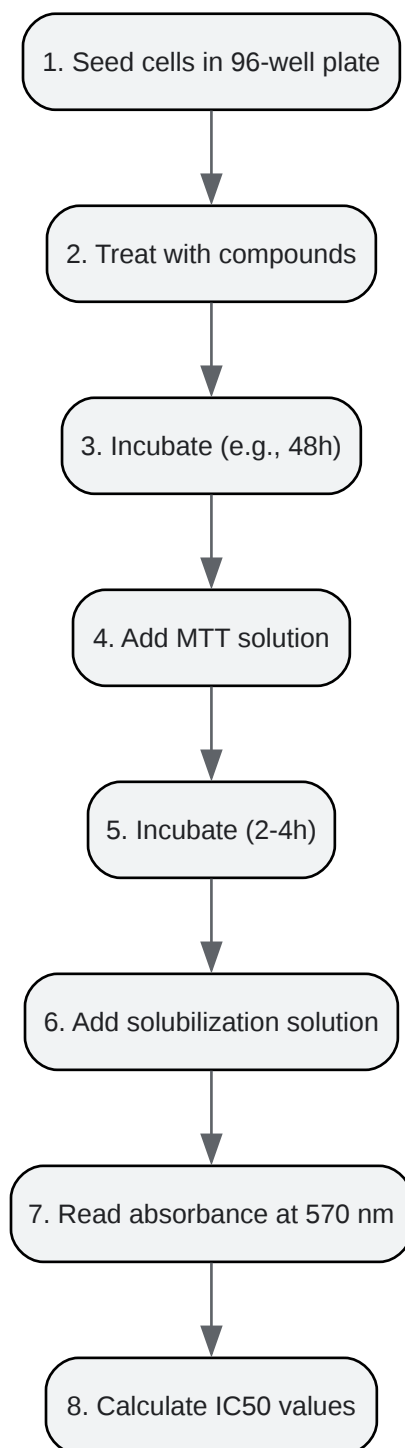 1. Seed cells in 96-well plate
2. Treat with compounds
3. Incubate (e.g., 48h)
4. Add MTT solution
5. Incubate (2-4h)
6. Add solubilization solution
7. Read absorbance at 570 nm
8. Calculate IC50 values